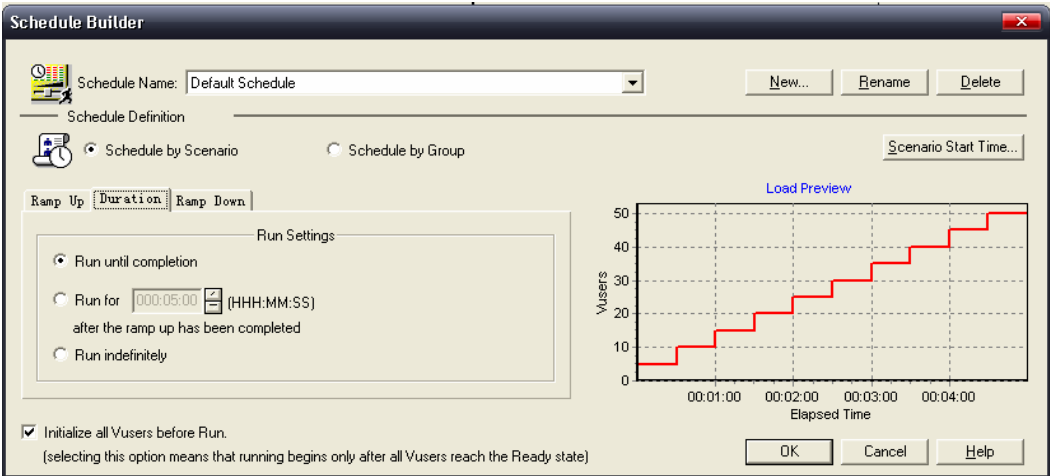 Schedule Builder
Schedule Name: Default Schedule New... Rename Delete
Schedule Definition
Schedule by Scenario Schedule by Group Scenario Start Time...
Ramp Up Duration Ramp Down
Run Settings
Run until completion
Run for 000:05:00 (HHH:MM:SS)
after the ramp up has been completed
Run indefinitely
Load Preview
Vusers
50
40
30
20
10
0
00:01:00 00:02:00 00:03:00 00:04:00
Elapsed Time
Initialize all Vusers before Run.
(selecting this option means that running begins only after all Vusers reach the Ready state)
OK Cancel Help